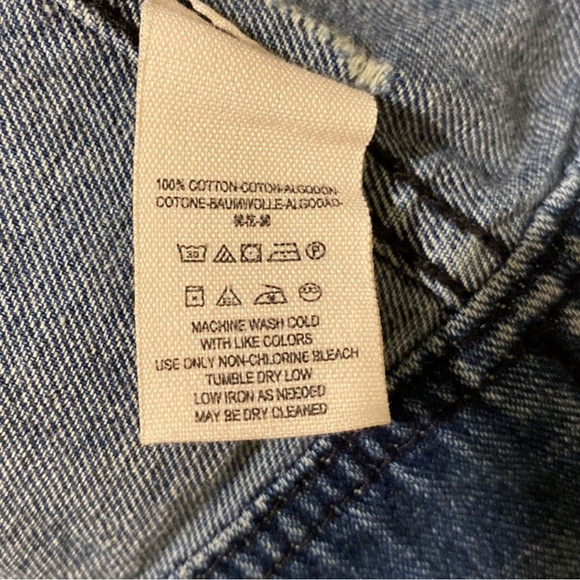 100% COTTON-COTON-ALGODON-
COTONE-BAUMWOLLE-ALGODAO-
30
P
MACHINE WASH COLD
WITH LIKE COLORS
USE ONLY NON-CHLORINE BLEACH
TUMBLE DRY LOW
LOW IRON AS NEEDED
MAY BE DRY CLEANED